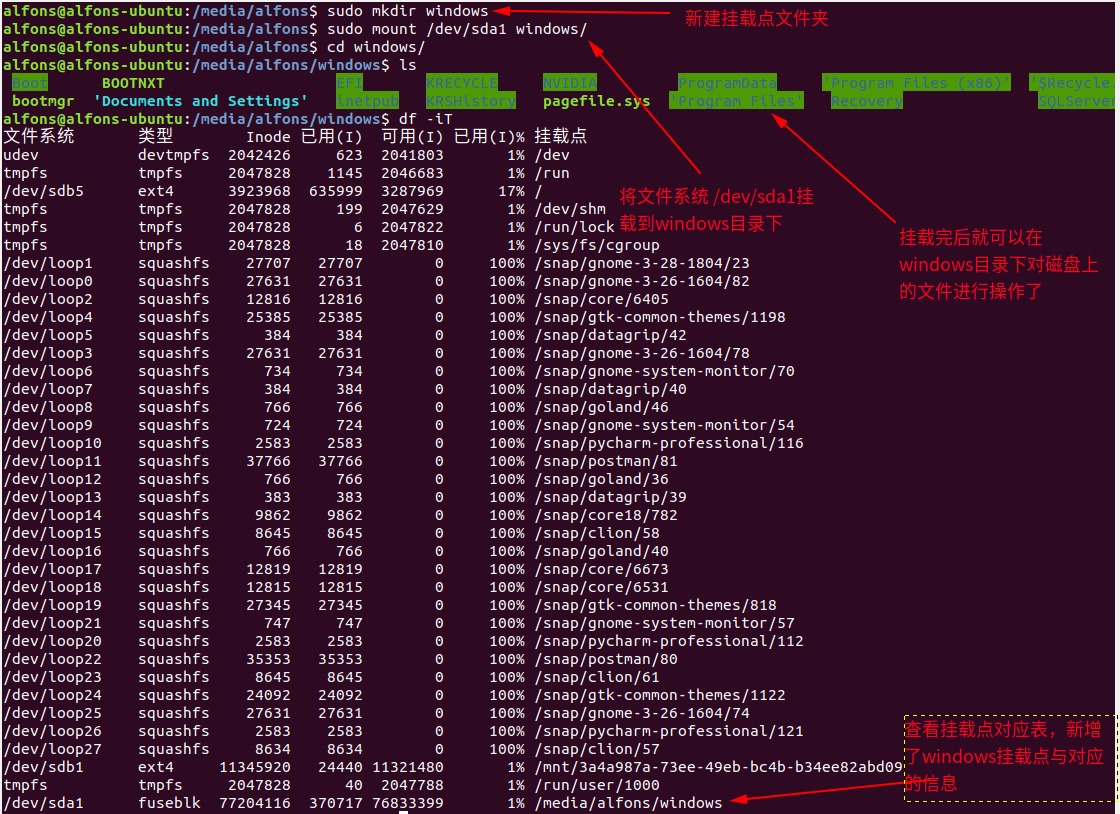 alfons@alfons-ubuntu:/media/alfons$ sudo mkdir windows
新建挂载点文件夹
alfons@alfons-ubuntu:/media/alfons$ sudo mount /dev/sda1 windows/
alfons@alfons-ubuntu:/media/alfons$ cd windows/
alfons@alfons-ubuntu:/media/alfons/windows$ ls
Boot BOOTNXT EFI KRECYCLE NVIDIA ProgramData 'Program Files (x86)' '$Recycle.
bootmgr 'Documents and Settings' inetpub KRSHistory pagefile.sys 'Program Files' Recovery SQLServer
alfons@alfons-ubuntu:/media/alfons/windows$ df -iT
文件系统 类型 Inode 已用(I) 可用(I) 已用(I)% 挂载点
udev devtmpfs 2042426 623 2041803 1% /dev
tmpfs tmpfs 2047828 1145 2046683 1% /run
/dev/sdb5 ext4 3923968 635999 3287969 17% /
tmpfs tmpfs 2047828 199 2047629 1% /dev/shm
tmpfs tmpfs 2047828 6 2047822 1% /run/lock
tmpfs tmpfs 2047828 18 2047810 1% /sys/fs/cgroup
将文件系统 /dev/sda1挂
载到windows目录下
挂载完后就可以在
windows目录下对磁盘上
的文件进行操作了
/dev/loop1 squashfs 27707 27707 0 100% /snap/gnome-3-28-1804/23
/dev/loop0 squashfs 27631 27631 0 100% /snap/gnome-3-26-1604/82
/dev/loop2 squashfs 12816 12816 0 100% /snap/core/6405
/dev/loop4 squashfs 25385 25385 0 100% /snap/gtk-common-themes/1198
/dev/loop5 squashfs 384 384 0 100% /snap/datagrip/42
/dev/loop3 squashfs 27631 27631 0 100% /snap/gnome-3-26-1604/78
/dev/loop6 squashfs 734 734 0 100% /snap/gnome-system-monitor/70
/dev/loop7 squashfs 384 384 0 100% /snap/datagrip/40
/dev/loop8 squashfs 766 766 0 100% /snap/goland/46
/dev/loop9 squashfs 724 724 0 100% /snap/gnome-system-monitor/54
/dev/loop10 squashfs 2583 2583 0 100% /snap/pycharm-professional/116
/dev/loop11 squashfs 37766 37766 0 100% /snap/postman/81
/dev/loop12 squashfs 766 766 0 100% /snap/goland/36
/dev/loop13 squashfs 383 383 0 100% /snap/datagrip/39
/dev/loop14 squashfs 9862 9862 0 100% /snap/core18/782
/dev/loop15 squashfs 8645 8645 0 100% /snap/clion/58
/dev/loop16 squashfs 766 766 0 100% /snap/goland/40
/dev/loop17 squashfs 12819 12819 0 100% /snap/core/6673
/dev/loop18 squashfs 12815 12815 0 100% /snap/core/6531
/dev/loop19 squashfs 27345 27345 0 100% /snap/gtk-common-themes/818
/dev/loop21 squashfs 747 747 0 100% /snap/gnome-system-monitor/57
/dev/loop20 squashfs 2583 2583 0 100% /snap/pycharm-professional/112
/dev/loop22 squashfs 35353 35353 0 100% /snap/postman/80
/dev/loop23 squashfs 8645 8645 0 100% /snap/clion/61
/dev/loop24 squashfs 24092 24092 0 100% /snap/gtk-common-themes/1122
/dev/loop25 squashfs 27631 27631 0 100% /snap/gnome-3-26-1604/74
/dev/loop26 squashfs 2583 2583 0 100% /snap/pycharm-professional/121
/dev/loop27 squashfs 8634 8634 0 100% /snap/clion/57
/dev/sdb1 ext4 11345920 24440 11321480 1% /mnt/3a4a987a-73ee-49eb-bc4b-b34ee82abd09
tmpfs tmpfs 2047828 40 2047788 1% /run/user/1000
/dev/sda1 fuseblk 77204116 370717 76833399 1% /media/alfons/windows
查看挂载点对应表，新增
了windows挂载点与对应
的信息